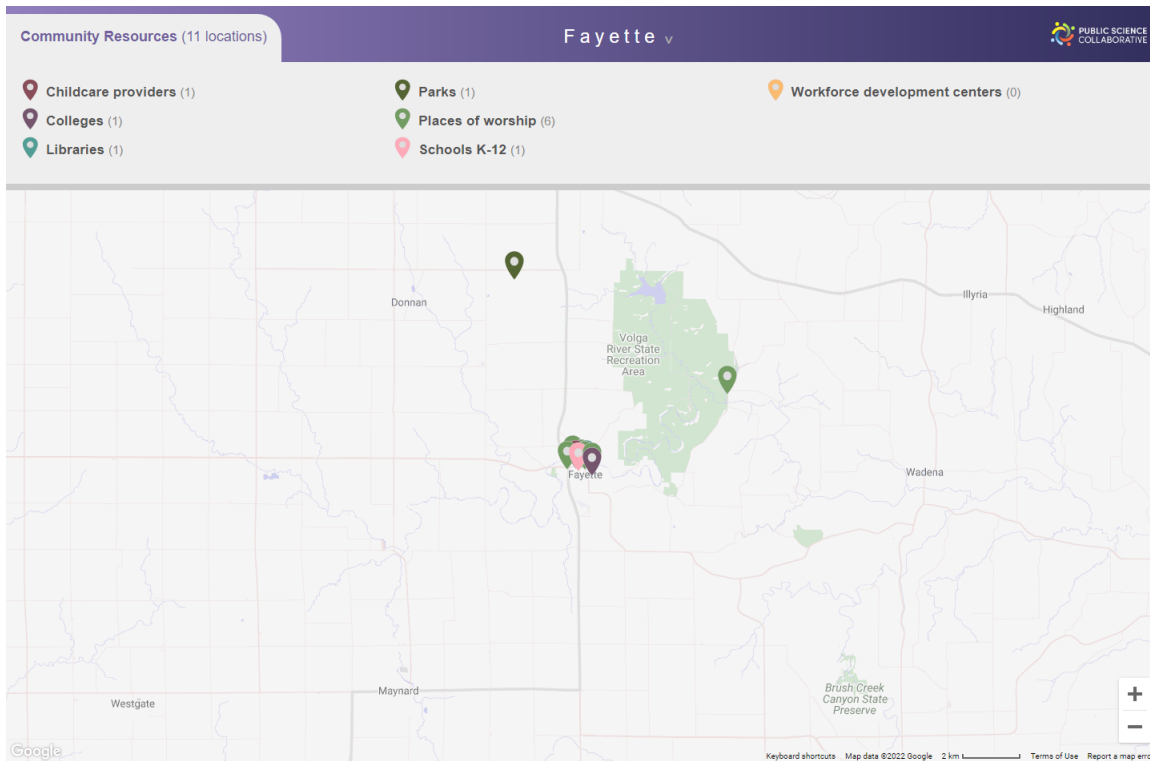 Community Resources (11 locations)
Fayette v
PUBLIC SCIENCE
COLLABORATIVE
Childcare providers (1)
Colleges (1)
Libraries (1)
Parks (1)
Places of worship (6)
Schools K-12 (1)
Workforce development centers (0)
Donnan
Illyria
Highland
Volga
River State
Recreation
Area
Fayette
Wadena
Maynard
Westgate
Brush Creek
Canyon State
Preserve
+
−
Google
Keyboard shortcuts Map data ©2022 Google 2 km Terms of Use Report a map erro